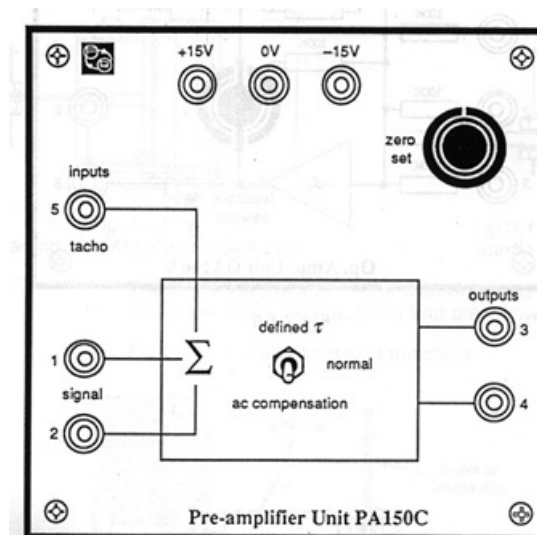 +15V 0V -15V
zero
set
inputs
5
tacho
outputs
defined τ
3
1
Σ
normal
signal
ac compensation
4
2
Pre-amplifier Unit PA150C